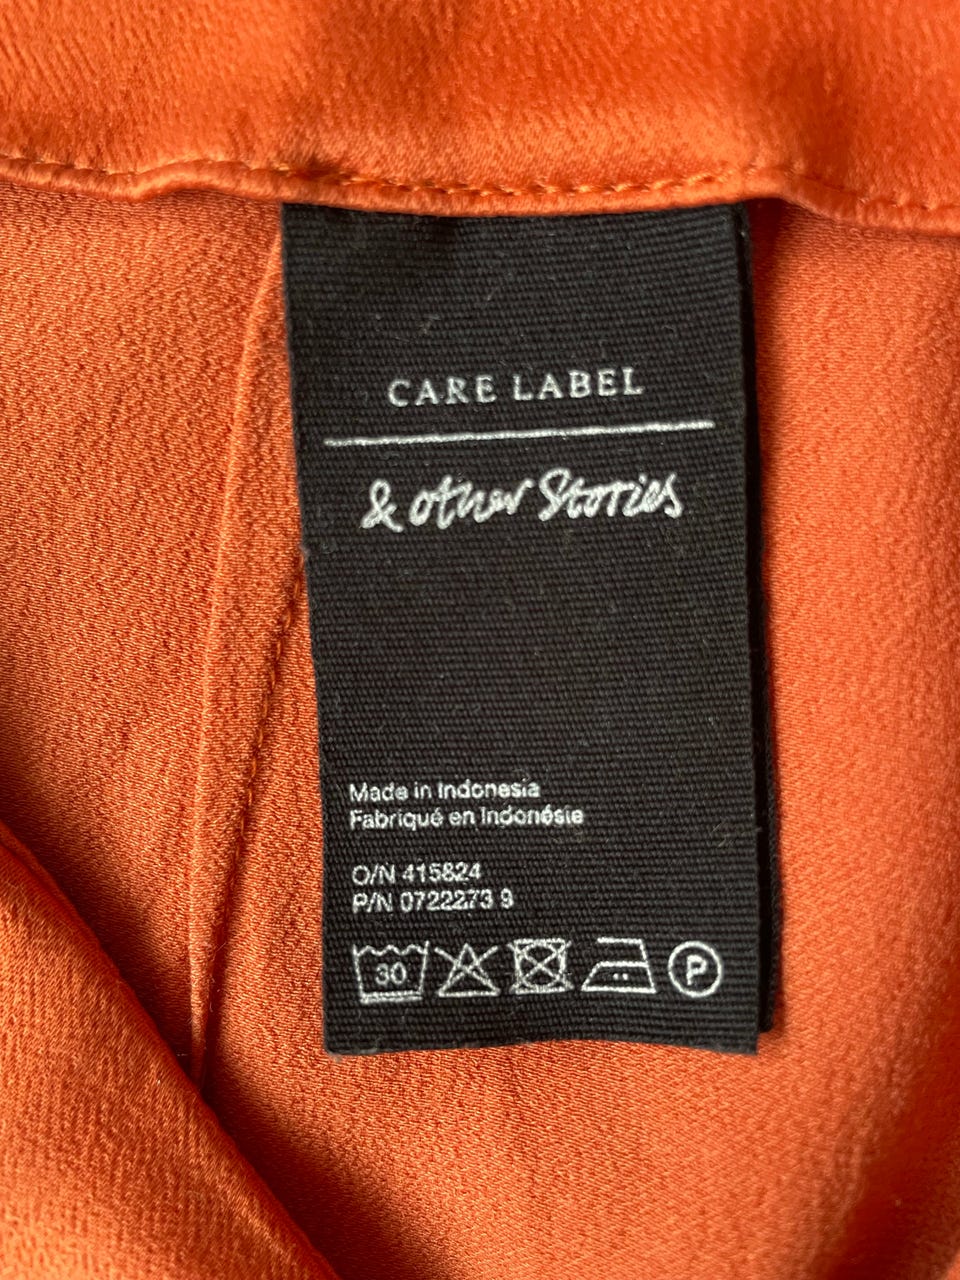 CARE LABEL
& other Stories
Made in Indonesia
Fabriqué en Indonésie
O/N 415824
P/N 0722273 9
30 P